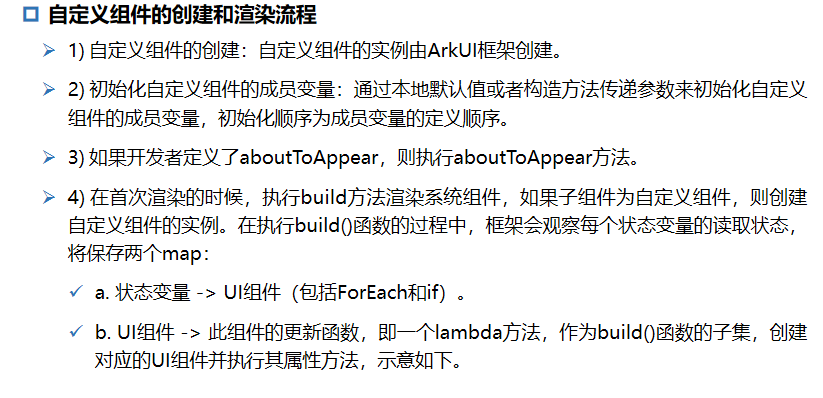 自定义组件的创建和渲染流程
1) 自定义组件的创建：自定义组件的实例由ArkUI框架创建。
2) 初始化自定义组件的成员变量：通过本地默认值或者构造方法传递参数来初始化自定义
组件的成员变量，初始化顺序为成员变量的定义顺序。
3) 如果开发者定义了aboutToAppear，则执行aboutToAppear方法。
4) 在首次渲染的时候，执行build方法渲染系统组件，如果子组件为自定义组件，则创建
自定义组件的实例。在执行build()函数的过程中，框架会观察每个状态变量的读取状态，
将保存两个map：
a. 状态变量 -> UI组件（包括ForEach和if）。
b. UI组件 -> 此组件的更新函数，即一个lambda方法，作为build()函数的子集，创建
对应的UI组件并执行其属性方法，示意如下。